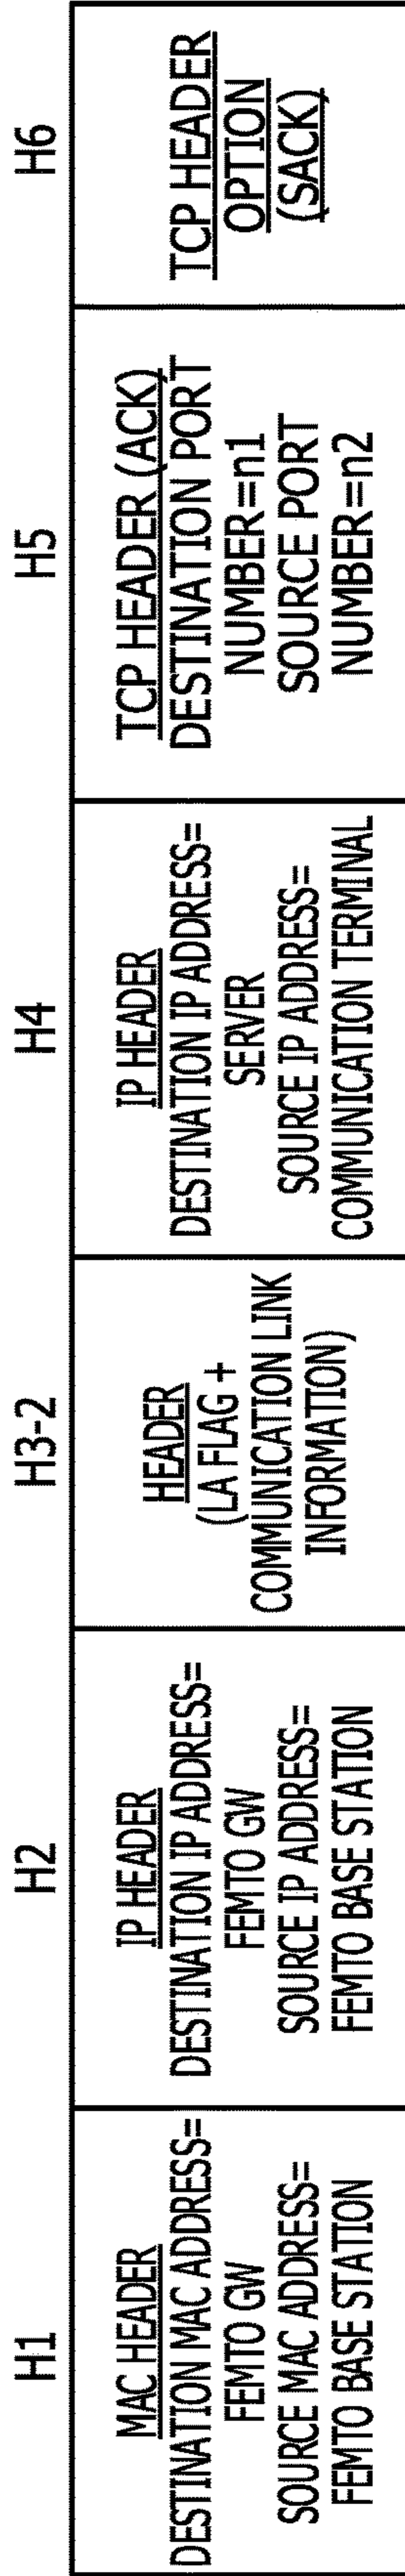 H1
MAC HEADER
DESTINATION MAC ADDRESS=
FEMTO GW
SOURCE MAC ADDRESS=
FEMTO BASE STATION
H2
IP HEADER
DESTINATION IP ADDRESS=
FEMTO GW
SOURCE IP ADDRESS=
FEMTO BASE STATION
H3-2
HEADER
(LA FLAG +
COMMUNICATION LINK
INFORMATION)
H4
IP HEADER
DESTINATION IP ADDRESS=
SERVER
SOURCE IP ADDRESS=
COMMUNICATION TERMINAL
H5
TCP HEADER (ACK)
DESTINATION PORT
NUMBER=n1
SOURCE PORT
NUMBER=n2
H6
TCP HEADER
OPTION
(SACK)